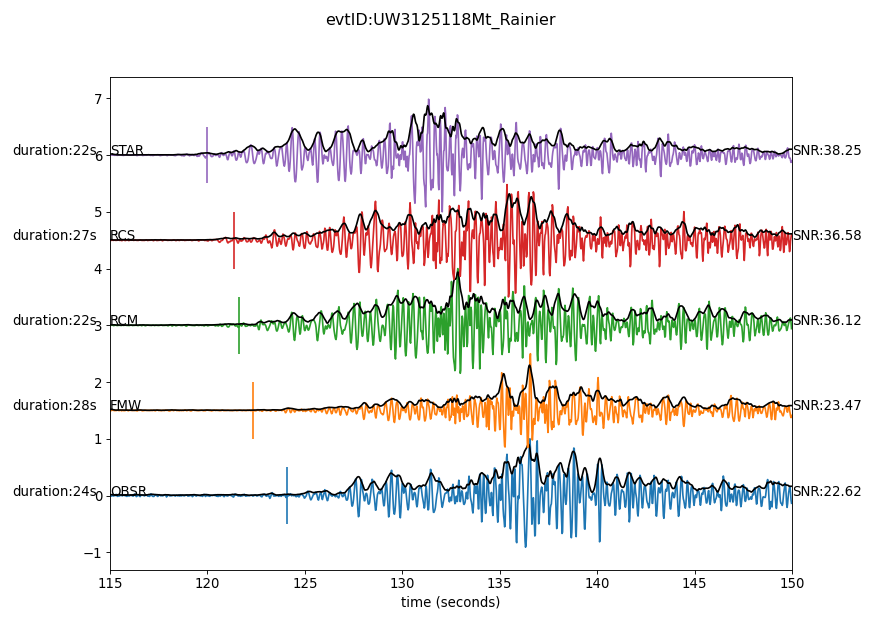 evtID:UW3125118Mt_Rainier
7
duration:22s STAR SNR:38.25
6
5
duration:27s RCS SNR:36.58
4
duration:22s RCM SNR:36.12
3
2
duration:28s FMW SNR:23.47
1
duration:24s OBSR SNR:22.62
0
−1
115 120 125 130 135 140 145 150
time (seconds)